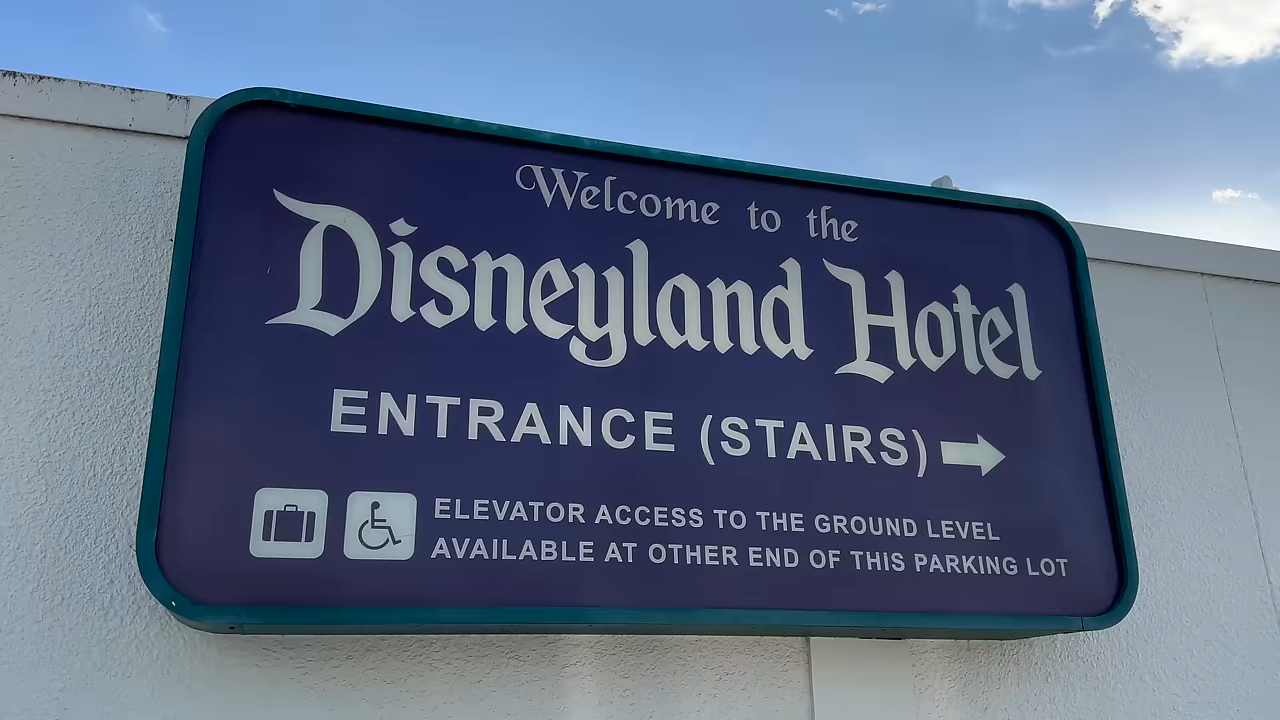 Welcome to the
Disneyland Hotel
ENTRANCE (STAIRS)
ELEVATOR ACCESS TO THE GROUND LEVEL
AVAILABLE AT OTHER END OF THIS PARKING LOT